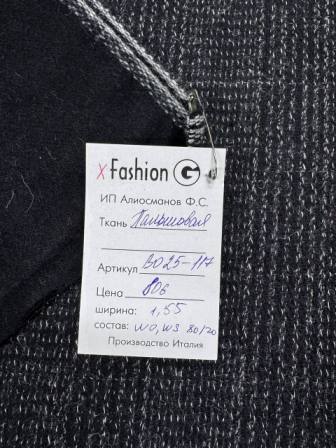 x Fashion G
ИП Алиосманов Ф.С.
Ткань Пальтовая
Артикул ВО25-117
Цена 806
ширина: 1,55
состав: WO, WS 80/20
Производство Италия